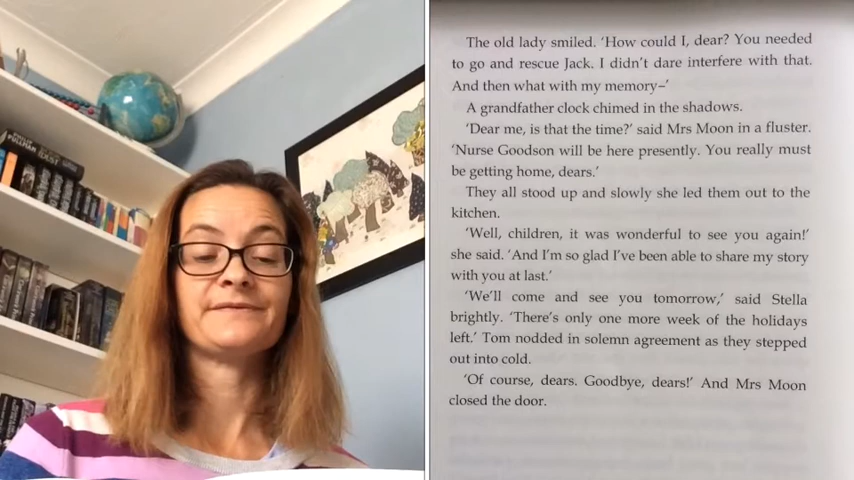 The old lady smiled. ‘How could I, dear? You needed
to go and rescue Jack. I didn’t dare interfere with that.
And then what with my memory–’
A grandfather clock chimed in the shadows.
‘Dear me, is that the time?’ said Mrs Moon in a fluster.
‘Nurse Goodson will be here presently. You really must
be getting home, dears.’
They all stood up and slowly she led them out to the
kitchen.
‘Well, children, it was wonderful to see you again!’
she said. ‘And I’m so glad I’ve been able to share my story
with you at last.’
‘We’ll come and see you tomorrow,’ said Stella
brightly. ‘There’s only one more week of the holidays
left.’ Tom nodded in solemn agreement as they stepped
out into cold.
‘Of course, dears. Goodbye, dears!’ And Mrs Moon
closed the door.